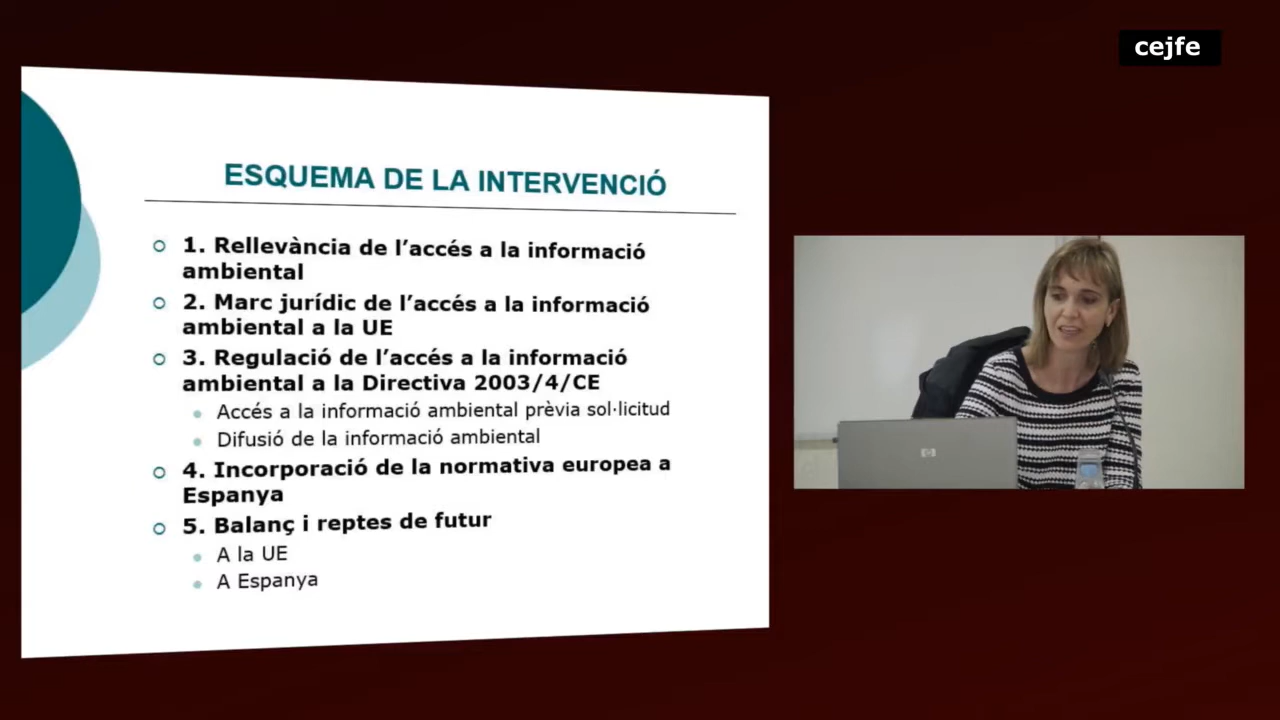 cejfe
ESQUEMA DE LA INTERVENCIÓ
1. Rellevància de l'accés a la informació
ambiental
2. Marc jurídic de l'accés a la informació
ambiental a la UE
3. Regulació de l'accés a la informació
ambiental a la Directiva 2003/4/CE
Accés a la informació ambiental prèvia sol·licitud
Difusió de la informació ambiental
4. Incorporació de la normativa europea a
Espanya
5. Balanç i reptes de futur
A la UE
A Espanya
hp